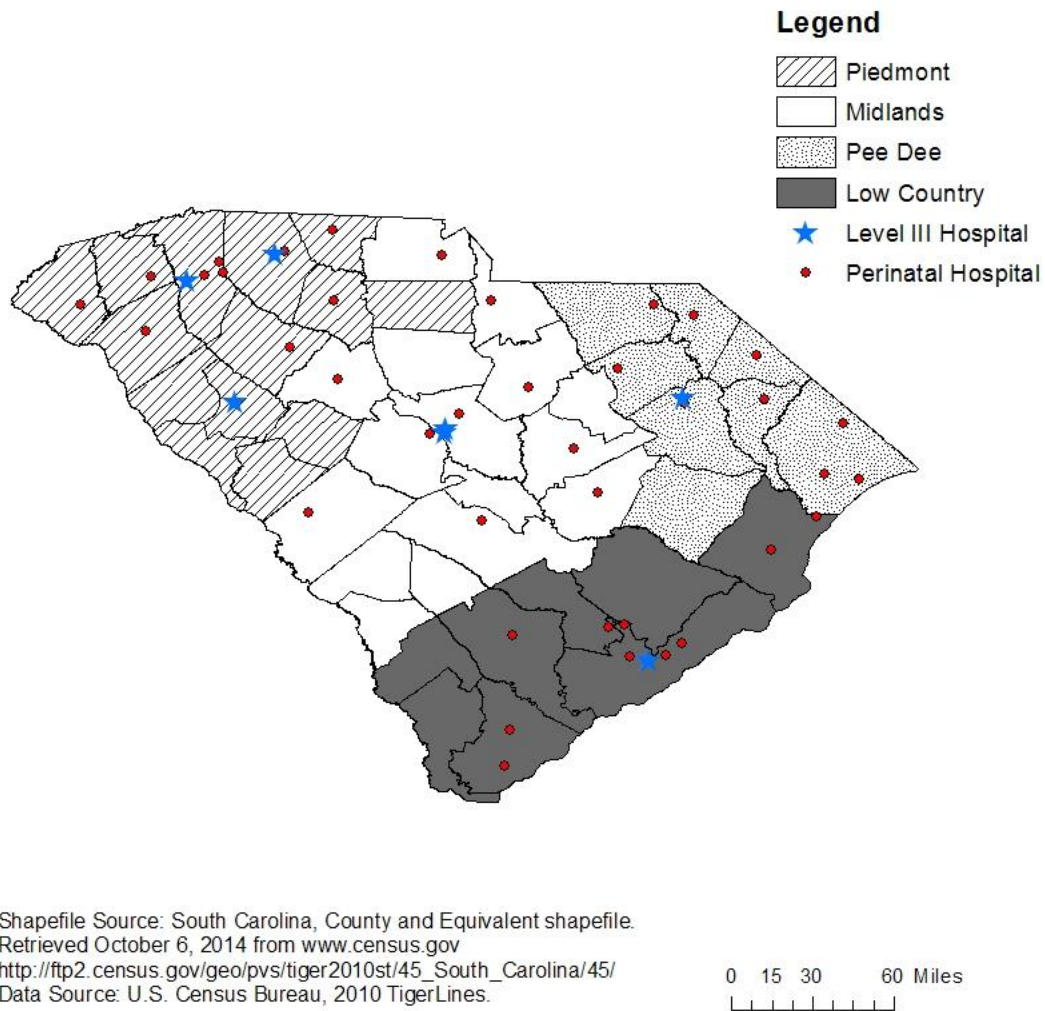 Legend
Piedmont
Midlands
Pee Dee
Low Country
Level III Hospital
Perinatal Hospital
Shapefile Source: South Carolina, County and Equivalent shapefile.
Retrieved October 6, 2014 from www.census.gov
http://ftp2.census.gov/geo/pvs/tiger2010st/45_South_Carolina/45/
Data Source: U.S. Census Bureau, 2010 TigerLines.
0 15 30 60 Miles